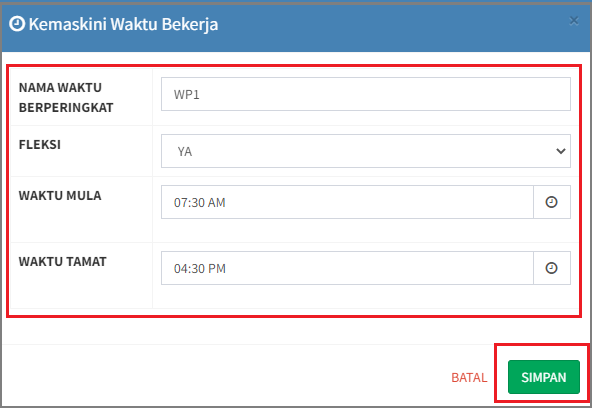 Kemaskini Waktu Bekerja
×
NAMA WAKTU
BERPERINGKAT
WP1
FLEKSI
YA
WAKTU MULA
07:30 AM
WAKTU TAMAT
04:30 PM
BATAL
SIMPAN